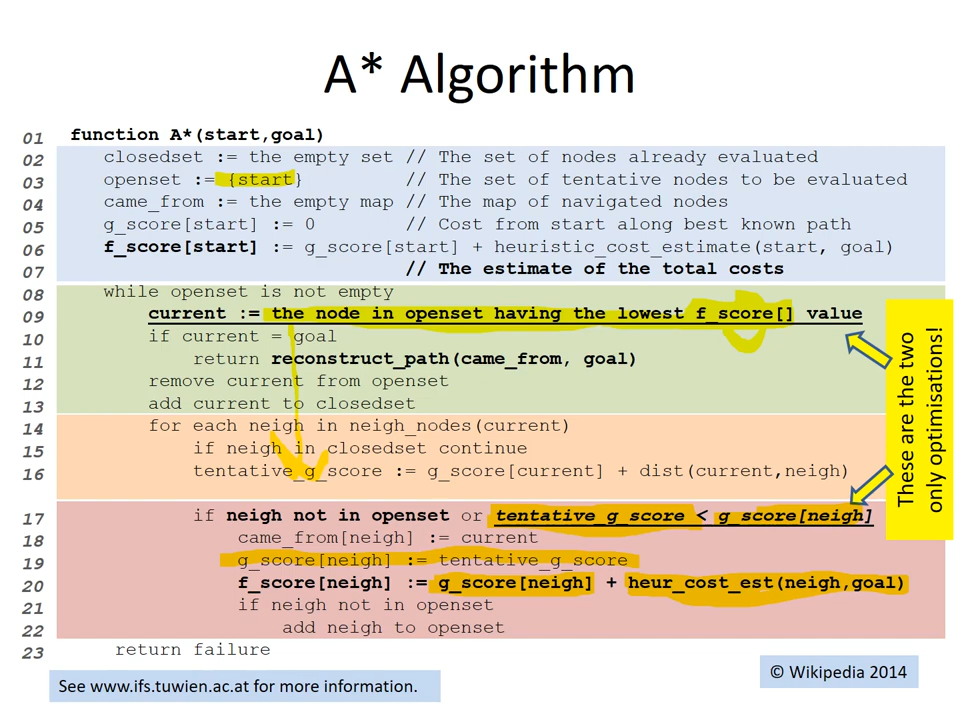 A* Algorithm
01 function A*(start,goal)
02 closedset := the empty set // The set of nodes already evaluated
03 openset := {start} // The set of tentative nodes to be evaluated
04 came_from := the empty map // The map of navigated nodes
05 g_score[start] := 0 // Cost from start along best known path
06 f_score[start] := g_score[start] + heuristic_cost_estimate(start, goal)
07 // The estimate of the total costs
08 while openset is not empty
09 current := the node in openset having the lowest f_score[] value
10 if current = goal
11 return reconstruct_path(came_from, goal)
12 remove current from openset
13 add current to closedset
14 for each neigh in neigh_nodes(current)
15 if neigh in closedset continue
16 tentative_g_score := g_score[current] + dist(current,neigh)
17 if neigh not in openset or tentative_g_score < g_score[neigh]
18 came_from[neigh] := current
19 g_score[neigh] := tentative_g_score
20 f_score[neigh] := g_score[neigh] + heur_cost_est(neigh,goal)
21 if neigh not in openset
22 add neigh to openset
23 return failure
These are the two
only optimisations!
See www.ifs.tuwien.ac.at for more information.
© Wikipedia 2014